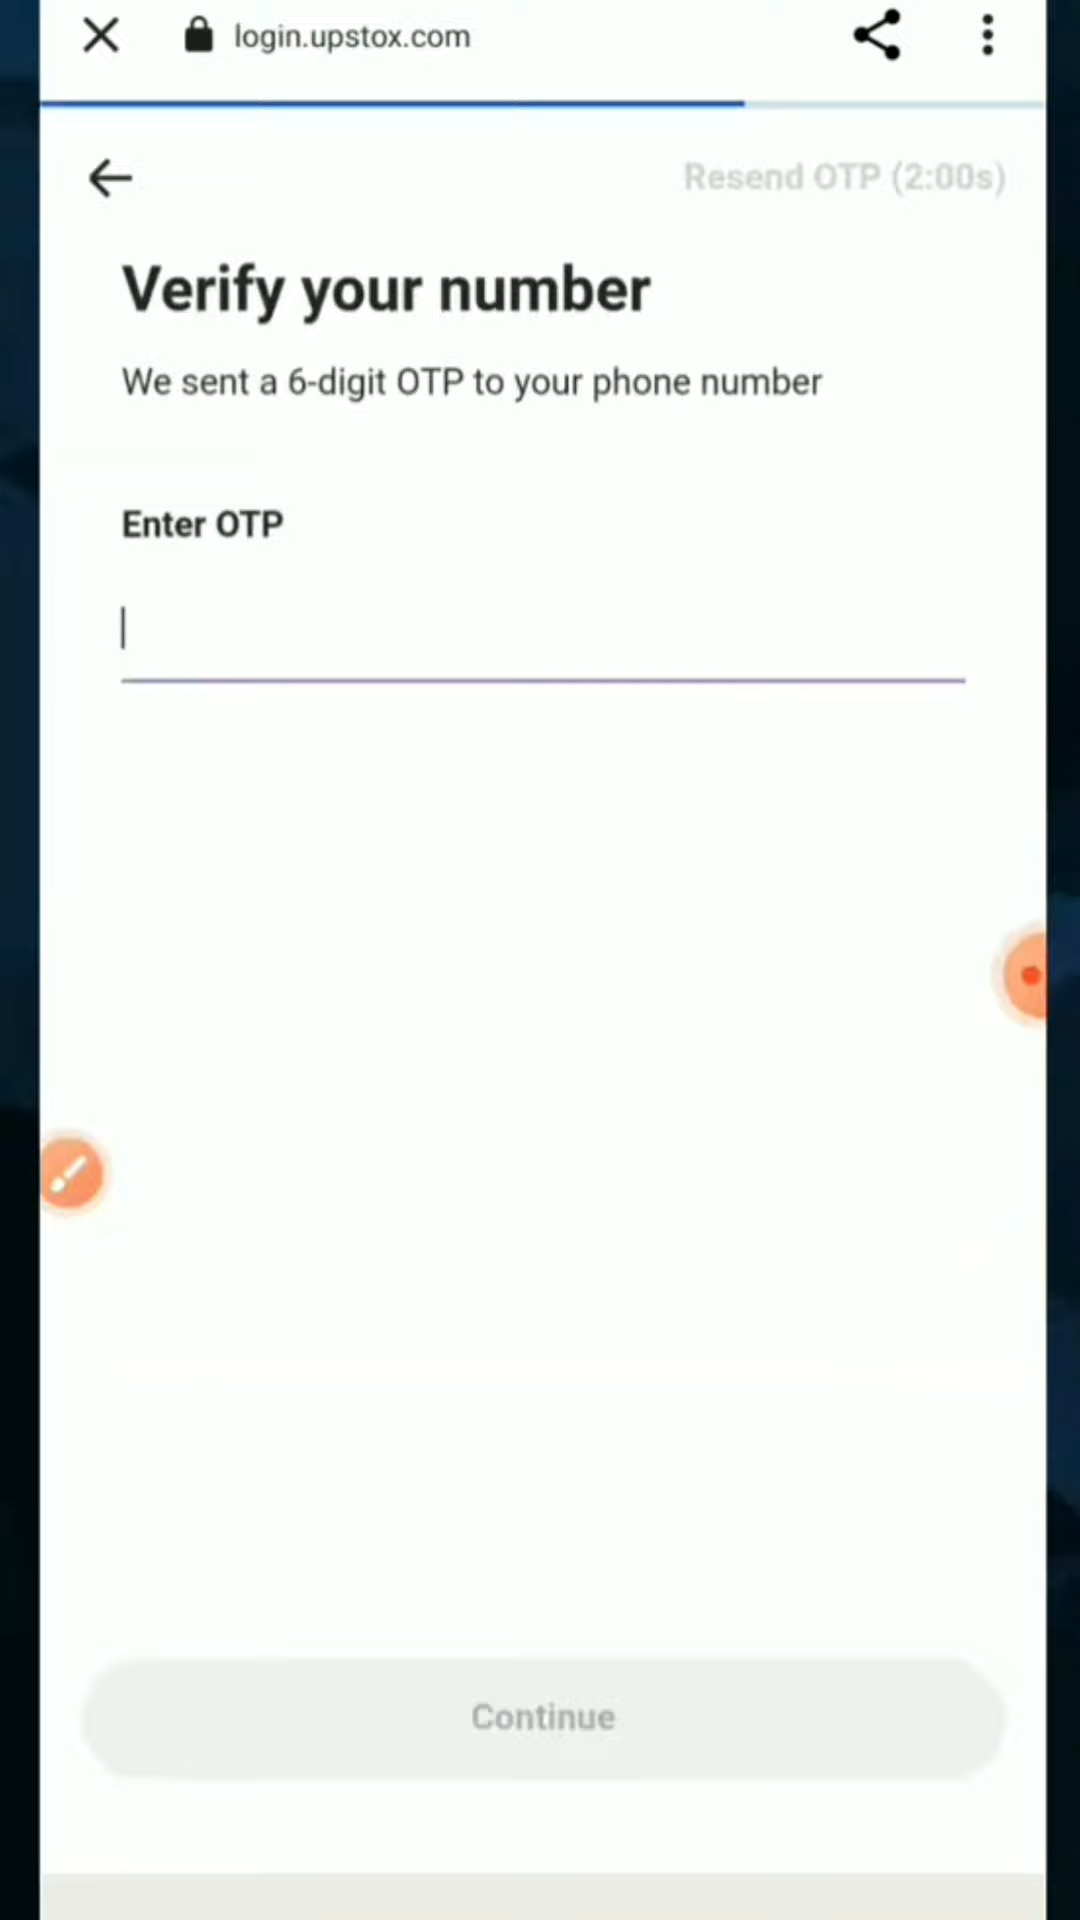 login.upstox.com
Resend OTP (2:00s)
Verify your number
We sent a 6-digit OTP to your phone number
Enter OTP
Continue